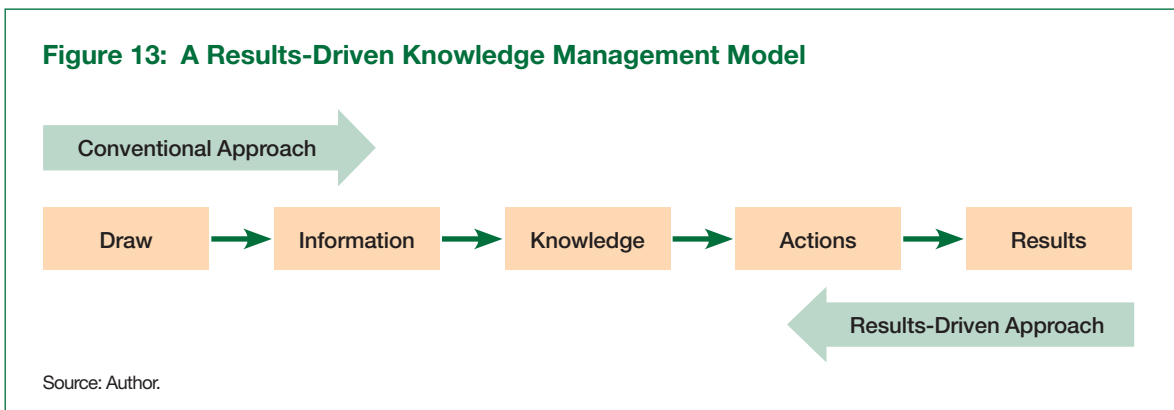 Figure 13: A Results-Driven Knowledge Management Model
Conventional Approach
Draw
Information
Knowledge
Actions
Results
Results-Driven Approach
Source: Author.